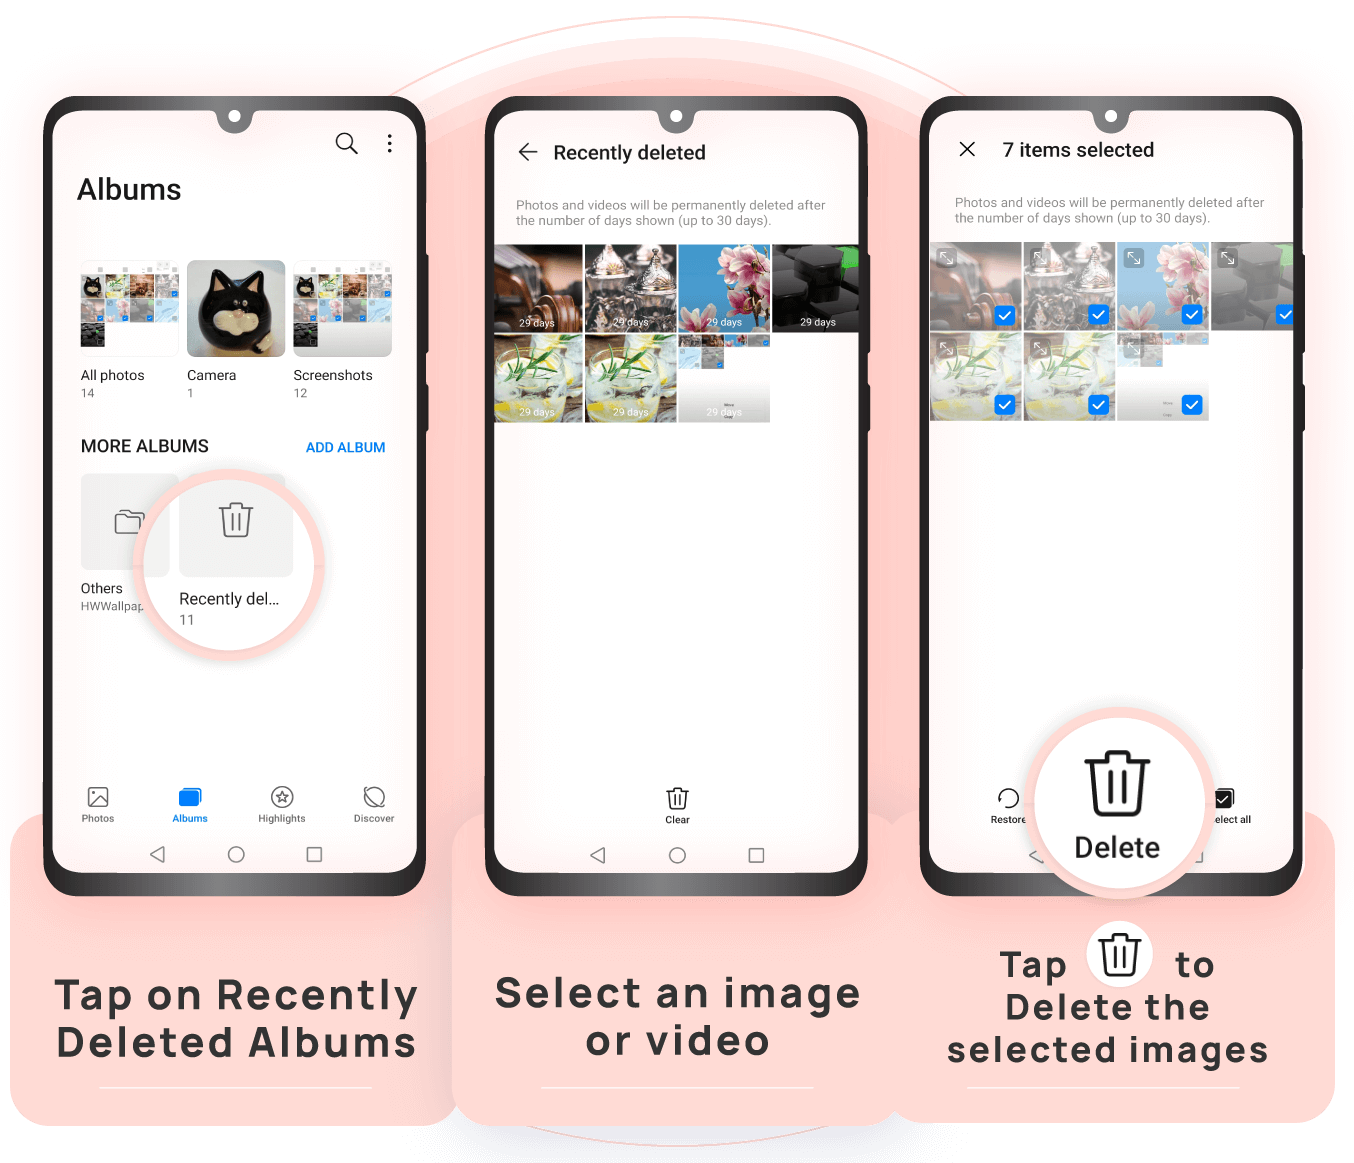 Albums
All photos
14
Camera
1
Screenshots
12
MORE ALBUMS
ADD ALBUM
Others
HWWallpap
Recently del...
11
Photos
Albums
Highlights
Discover
Tap on Recently
Deleted Albums
Recently deleted
Photos and videos will be permanently deleted after
the number of days shown (up to 30 days).
29 days
29 days
29 days
29 days
29 days
29 days
29 days
Clear
Select an image
or video
7 items selected
Photos and videos will be permanently deleted after
the number of days shown (up to 30 days).
Restore
Delete
elect all
Tap to
Delete the
selected images